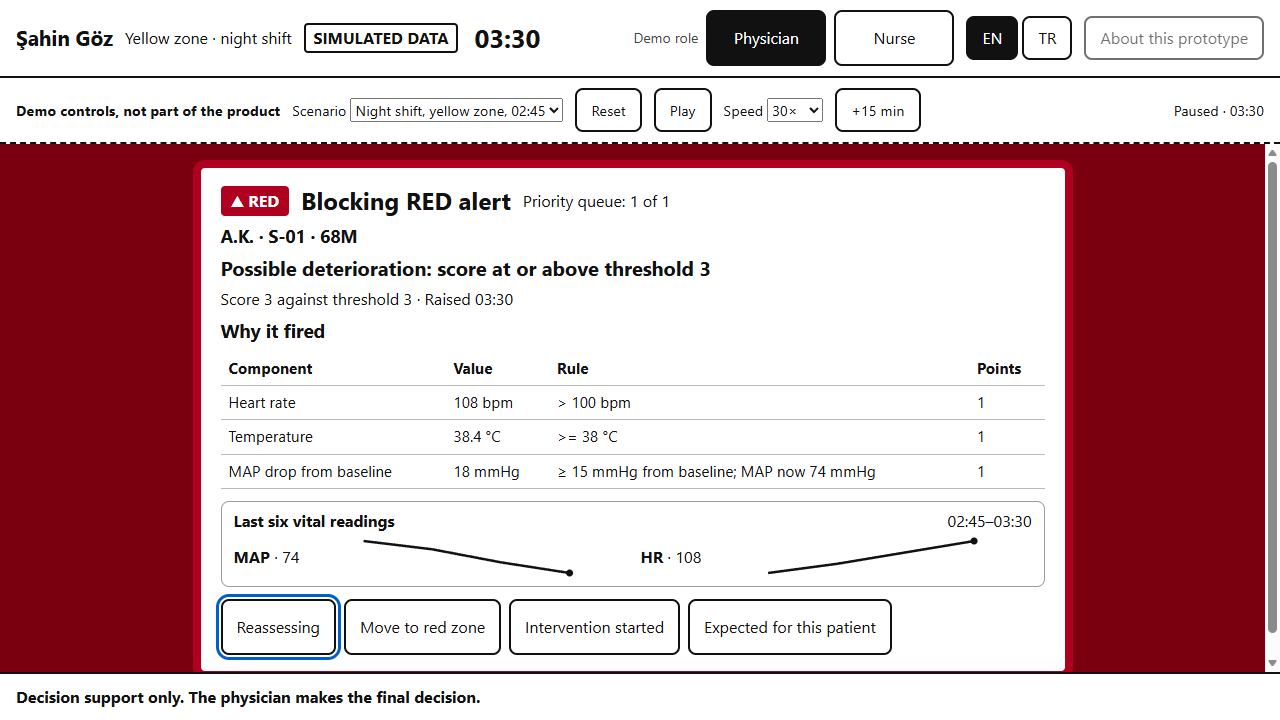 Şahin Göz Yellow zone · night shift SIMULATED DATA 03:30 Demo role Physician Nurse EN TR About this prototype
Demo controls, not part of the product Scenario Night shift, yellow zone, 02:45 Reset Play Speed 30× +15 min Paused · 03:30
▲ RED Blocking RED alert Priority queue: 1 of 1
A.K. · S-01 · 68M
Possible deterioration: score at or above threshold 3
Score 3 against threshold 3 · Raised 03:30
Why it fired
Component Value Rule Points
Heart rate 108 bpm > 100 bpm 1
Temperature 38.4 °C >= 38 °C 1
MAP drop from baseline 18 mmHg ≥ 15 mmHg from baseline; MAP now 74 mmHg 1
Last six vital readings 02:45–03:30
MAP · 74 HR · 108
Reassessing Move to red zone Intervention started Expected for this patient
Decision support only. The physician makes the final decision.